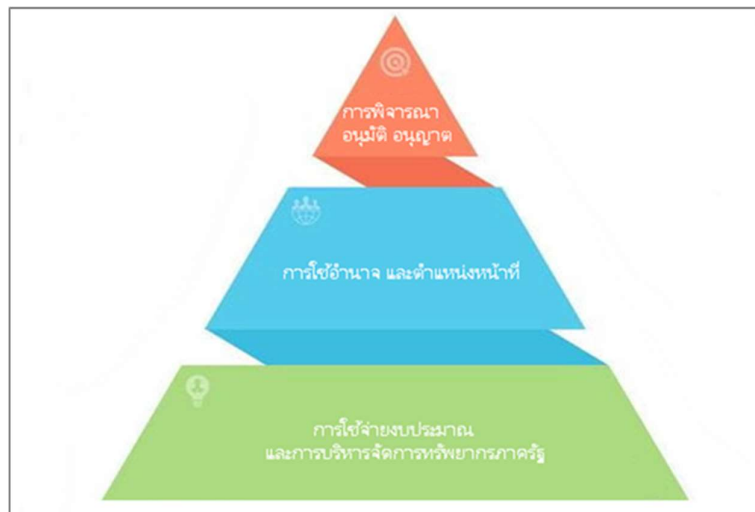 การพิจารณา
อนุมัติ อนุญาต
การใช้อำนาจ และตำแหน่งหน้าที่
การใช้จ่ายงบประมาณ
และการบริหารจัดการทรัพยากรภาครัฐ